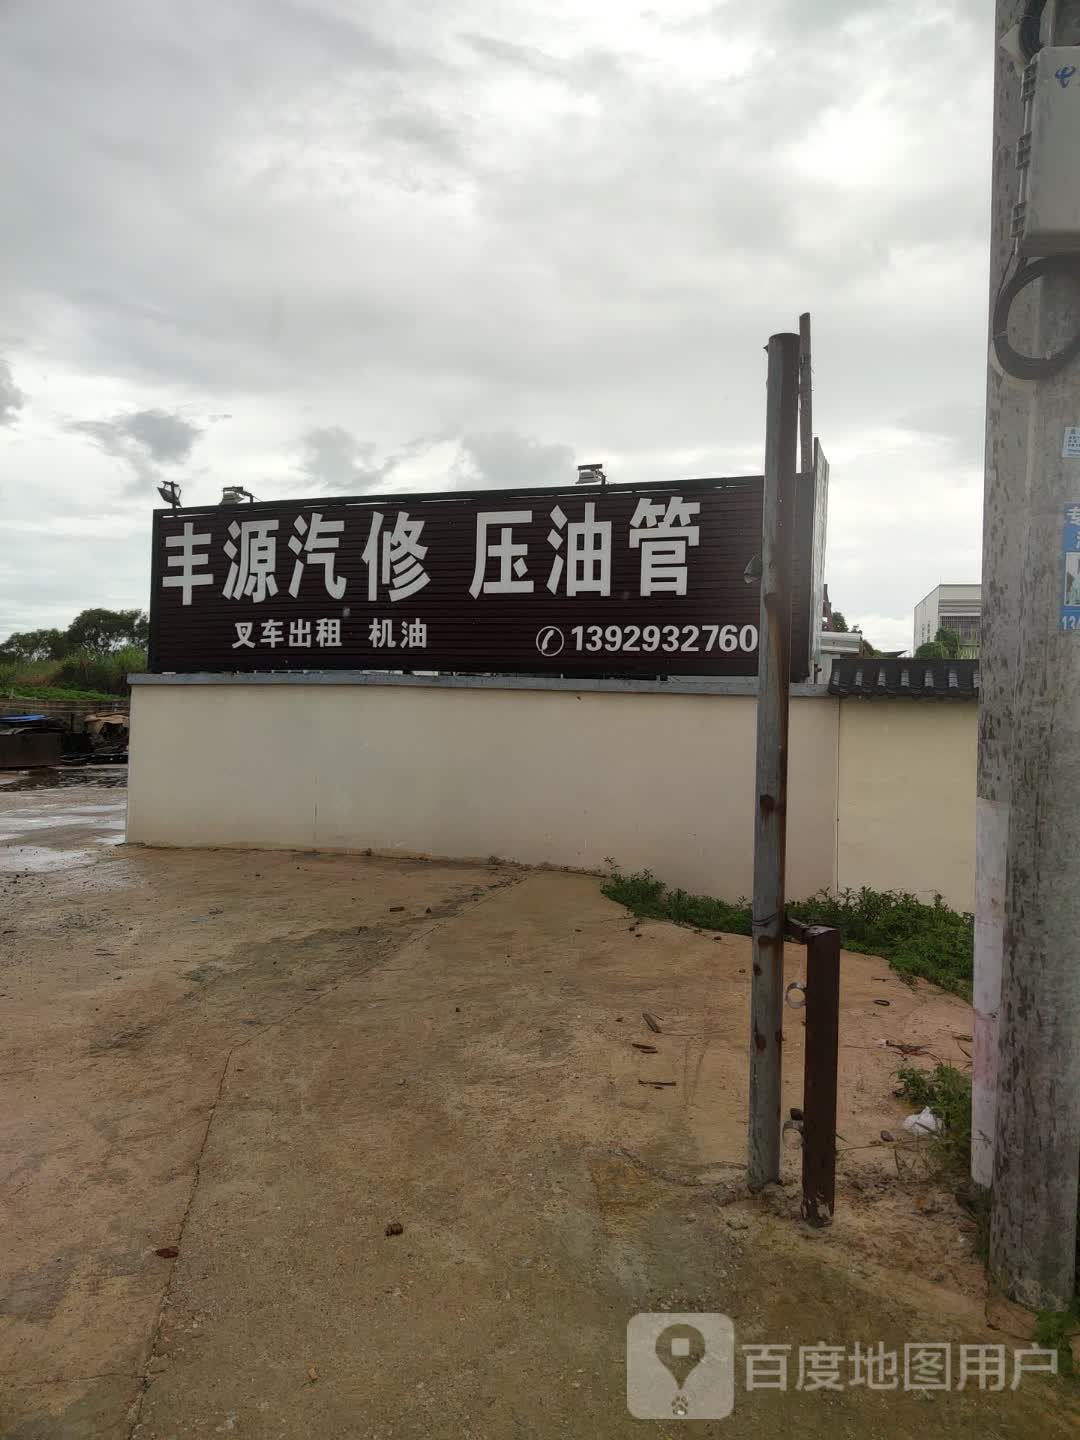 丰源汽修 压油管
叉车出租 机油 1392932760
百度地图用户